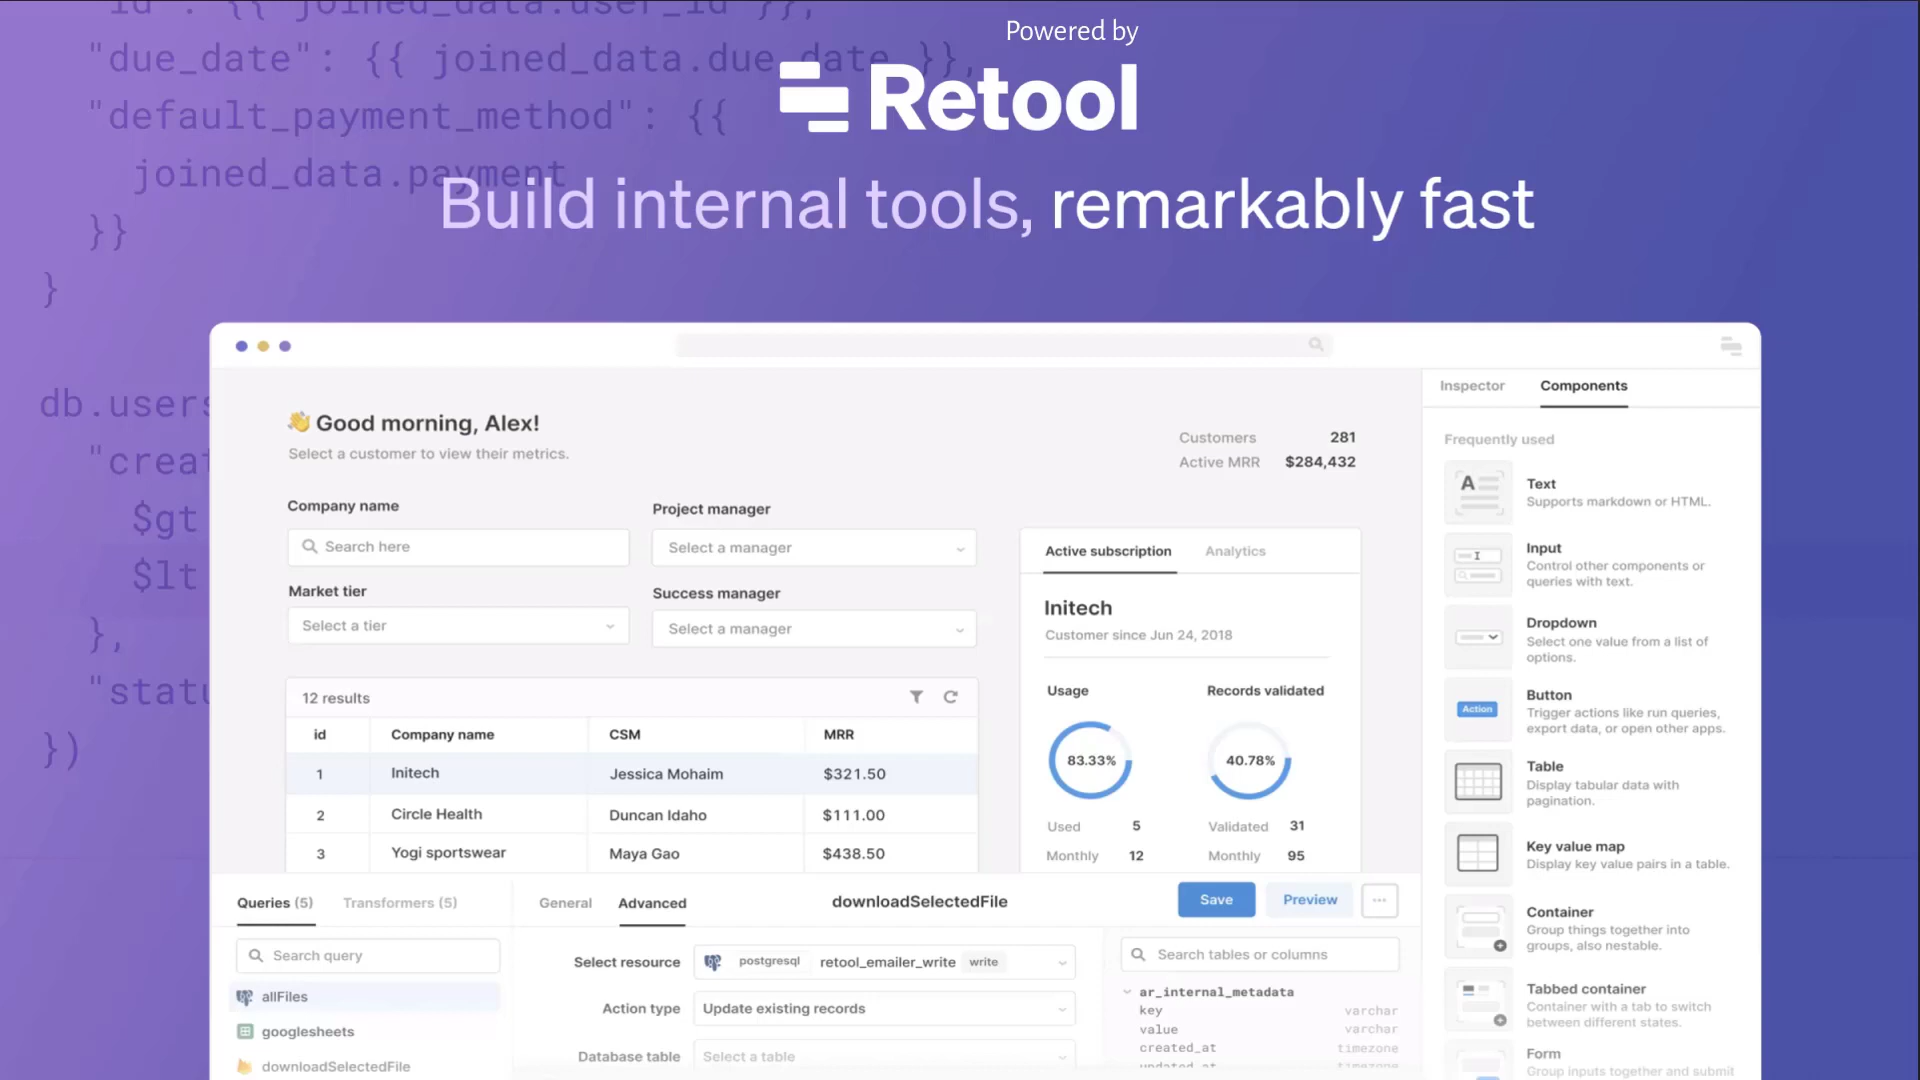 id": {{ joined_data.user_id }},
"due_date": {{ joined_data.due_date }},
"default_payment_method": {{
joined_data.payment
}}
}
db.users
"creat
$gt
$lt
},
"statu
})
Powered by
Retool
Build internal tools, remarkably fast
👋 Good morning, Alex!
Select a customer to view their metrics.
Customers 281
Active MRR $284,432
Company name
Search here
Project manager
Select a manager
Market tier
Select a tier
Success manager
Select a manager
12 results
id Company name CSM MRR
1 Initech Jessica Mohaim $321.50
2 Circle Health Duncan Idaho $111.00
3 Yogi sportswear Maya Gao $438.50
Active subscription Analytics
Initech
Customer since Jun 24, 2018
Usage Records validated
83.33% 40.78%
Used 5 Validated 31
Monthly 12 Monthly 95
Inspector Components
Frequently used
Text
Supports markdown or HTML.
Input
Control other components or
queries with text.
Dropdown
Select one value from a list of
options.
Action
Button
Trigger actions like run queries,
export data, or open other apps.
Table
Display tabular data with
pagination.
Key value map
Display key value pairs in a table.
Container
Group things together into
groups, also nestable.
Tabbed container
Container with a tab to switch
between different states.
Form
Group inputs together and submit
Queries (5) Transformers (5)
Search query
allFiles
googlesheets
downloadSelectedFile
General Advanced downloadSelectedFile Save Preview ...
Select resource postgresql retool_emailer_write write
Action type Update existing records
Database table Select a table
Search tables or columns
ar_internal_metadata
key varchar
value varchar
created_at timezone
updated_at timezone